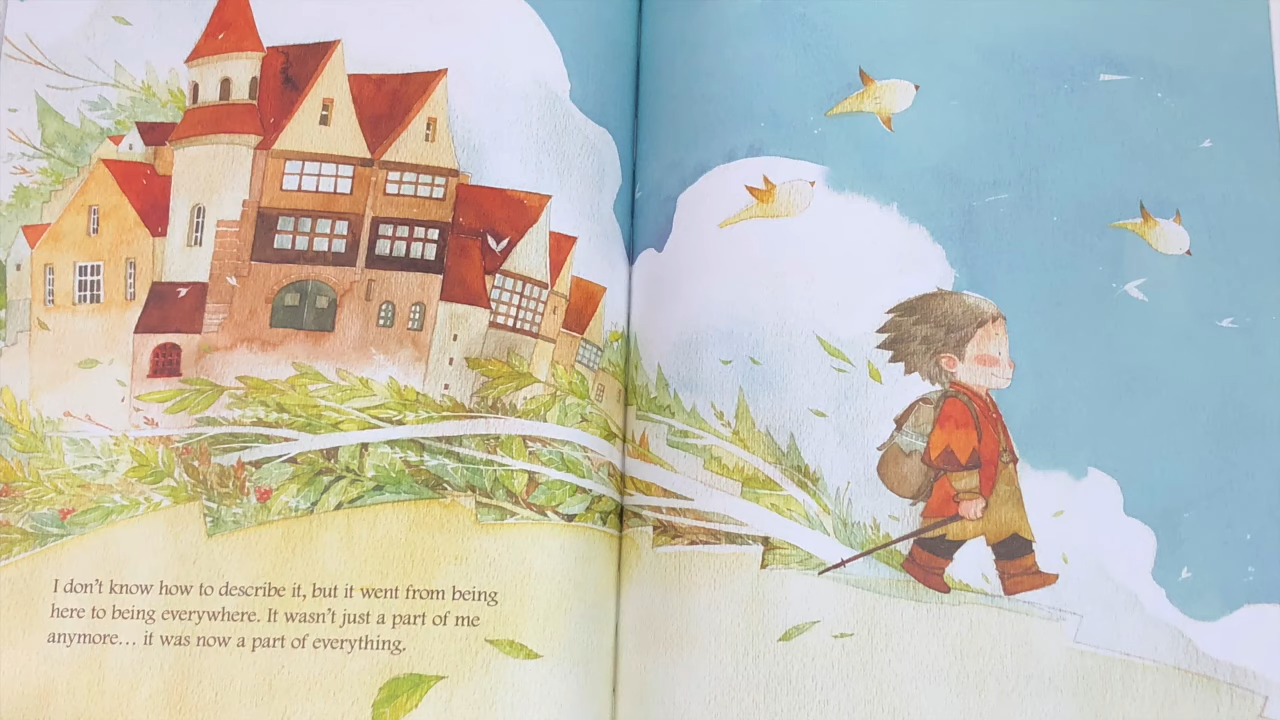 I don't know how to describe it, but it went from being
here to being everywhere. It wasn't just a part of me
anymore... it was now a part of everything.